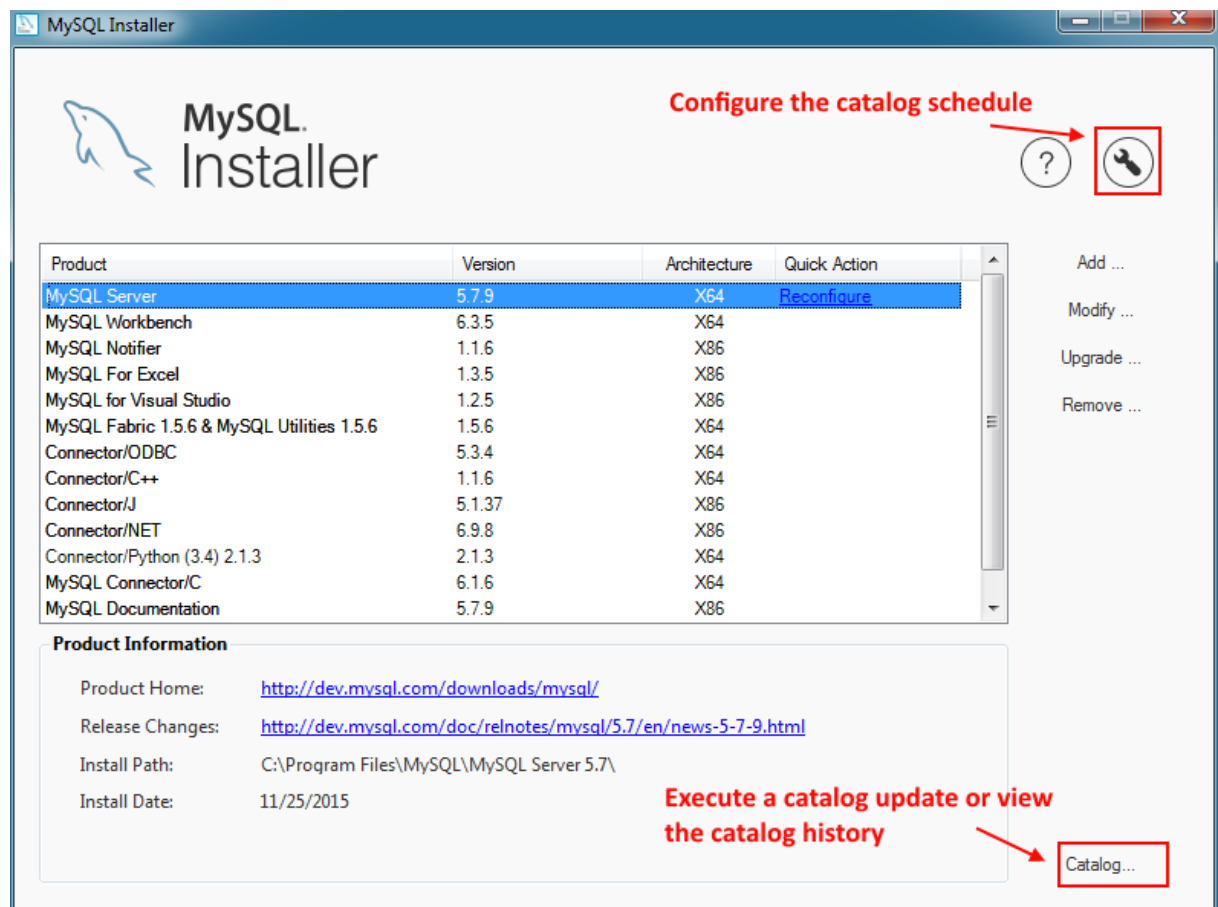 MySQL Installer
Configure the catalog schedule
MySQL.
Installer
?
Product Version Architecture Quick Action
MySQL Server 5.7.9 X64 Reconfigure
MySQL Workbench 6.3.5 X64
MySQL Notifier 1.1.6 X86
MySQL For Excel 1.3.5 X86
MySQL for Visual Studio 1.2.5 X86
MySQL Fabric 1.5.6 & MySQL Utilities 1.5.6 1.5.6 X64
Connector/ODBC 5.3.4 X64
Connector/C++ 1.1.6 X64
Connector/J 5.1.37 X86
Connector/NET 6.9.8 X86
Connector/Python (3.4) 2.1.3 2.1.3 X64
MySQL Connector/C 6.1.6 X64
MySQL Documentation 5.7.9 X86
Add ...
Modify ...
Upgrade ...
Remove ...
Product Information
Product Home: http://dev.mysql.com/downloads/mysql/
Release Changes: http://dev.mysql.com/doc/relnotes/mysql/5.7/en/news-5-7-9.html
Install Path: C:\Program Files\MySQL\MySQL Server 5.7\
Install Date: 11/25/2015
Execute a catalog update or view
the catalog history
Catalog...